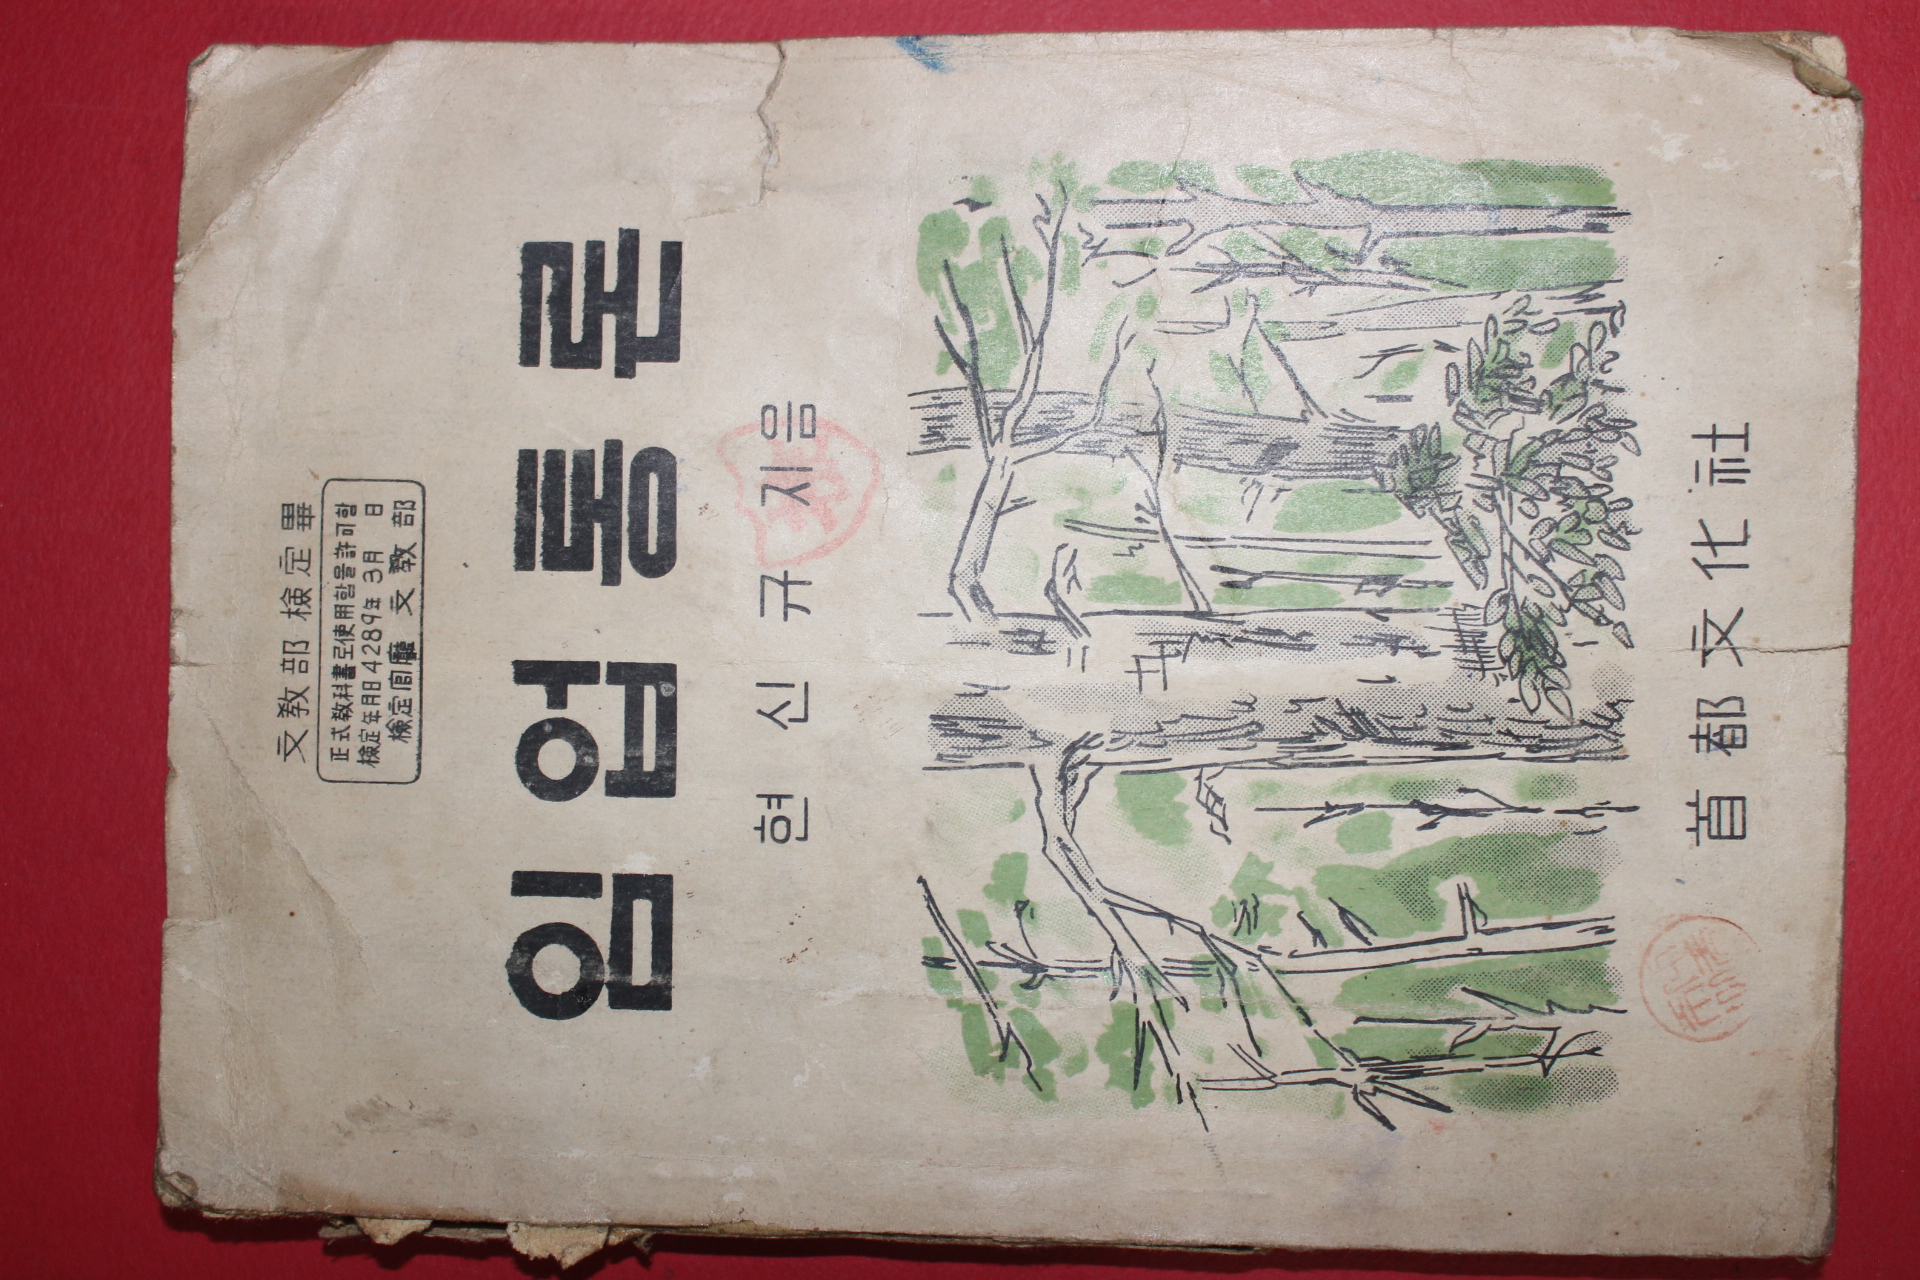 文教部 檢定畢
正式敎科書로使用함을許可함
檢定年月日4289年 3月 日
檢定官廳 文敎部
임업통론
현신규 지음
首都文化社